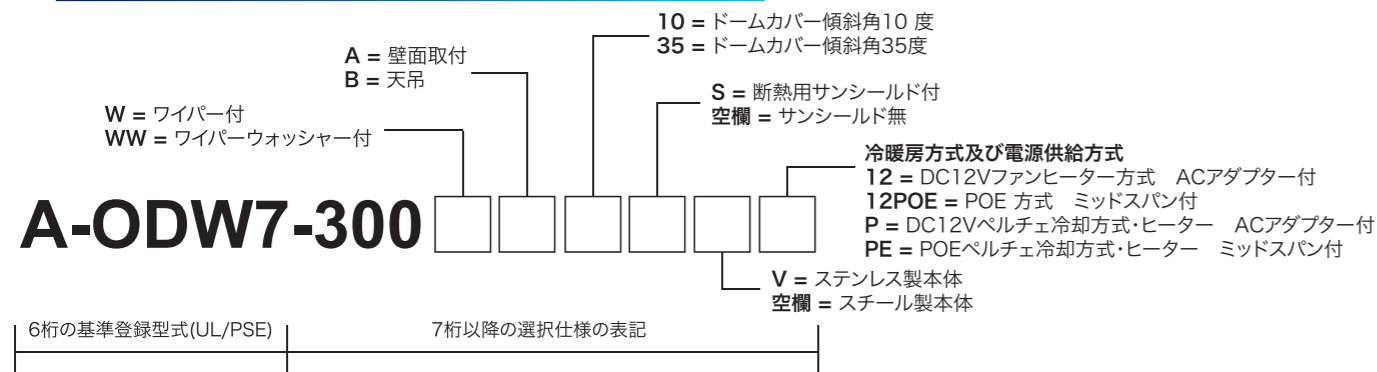 10 = ドームカバー傾斜角10 度
35 = ドームカバー傾斜角35度
A = 壁面取付
B = 天吊
S = 断熱用サンシールド付
空欄 = サンシールド無
W = ワイパー付
WW = ワイパーウォッシャー付
冷暖房方式及び電源供給方式
12 = DC12Vファンヒーター方式 ACアダプター付
12POE = POE 方式 ミッドスパン付
P = DC12Vペルチェ冷却方式・ヒーター ACアダプター付
PE = POEペルチェ冷却方式・ヒーター ミッドスパン付
A-ODW7-300
V = ステンレス製本体
空欄 = スチール製本体
6桁の基準登録型式(UL/PSE)
7桁以降の選択仕様の表記